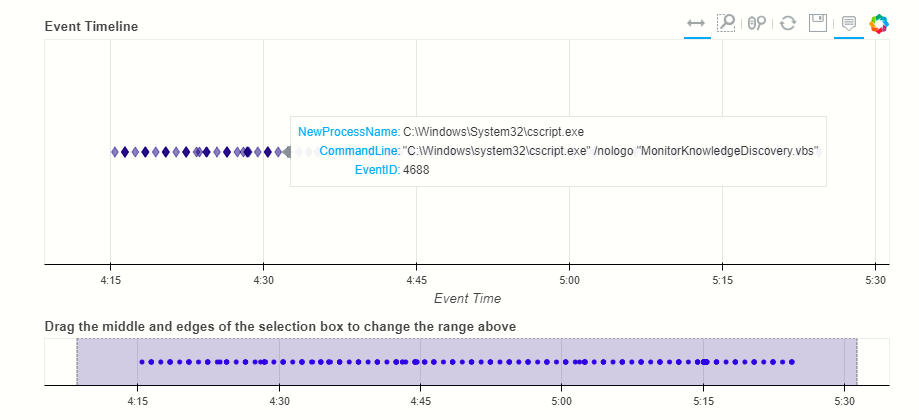 Event Timeline
NewProcessName: C:\Windows\System32\cscript.exe
CommandLine: "C:\Windows\system32\cscript.exe" /nologo "MonitorKnowledgeDiscovery.vbs"
EventID: 4688
4:15 4:30 4:45 5:00 5:15 5:30
Event Time
Drag the middle and edges of the selection box to change the range above
4:15 4:30 4:45 5:00 5:15 5:30